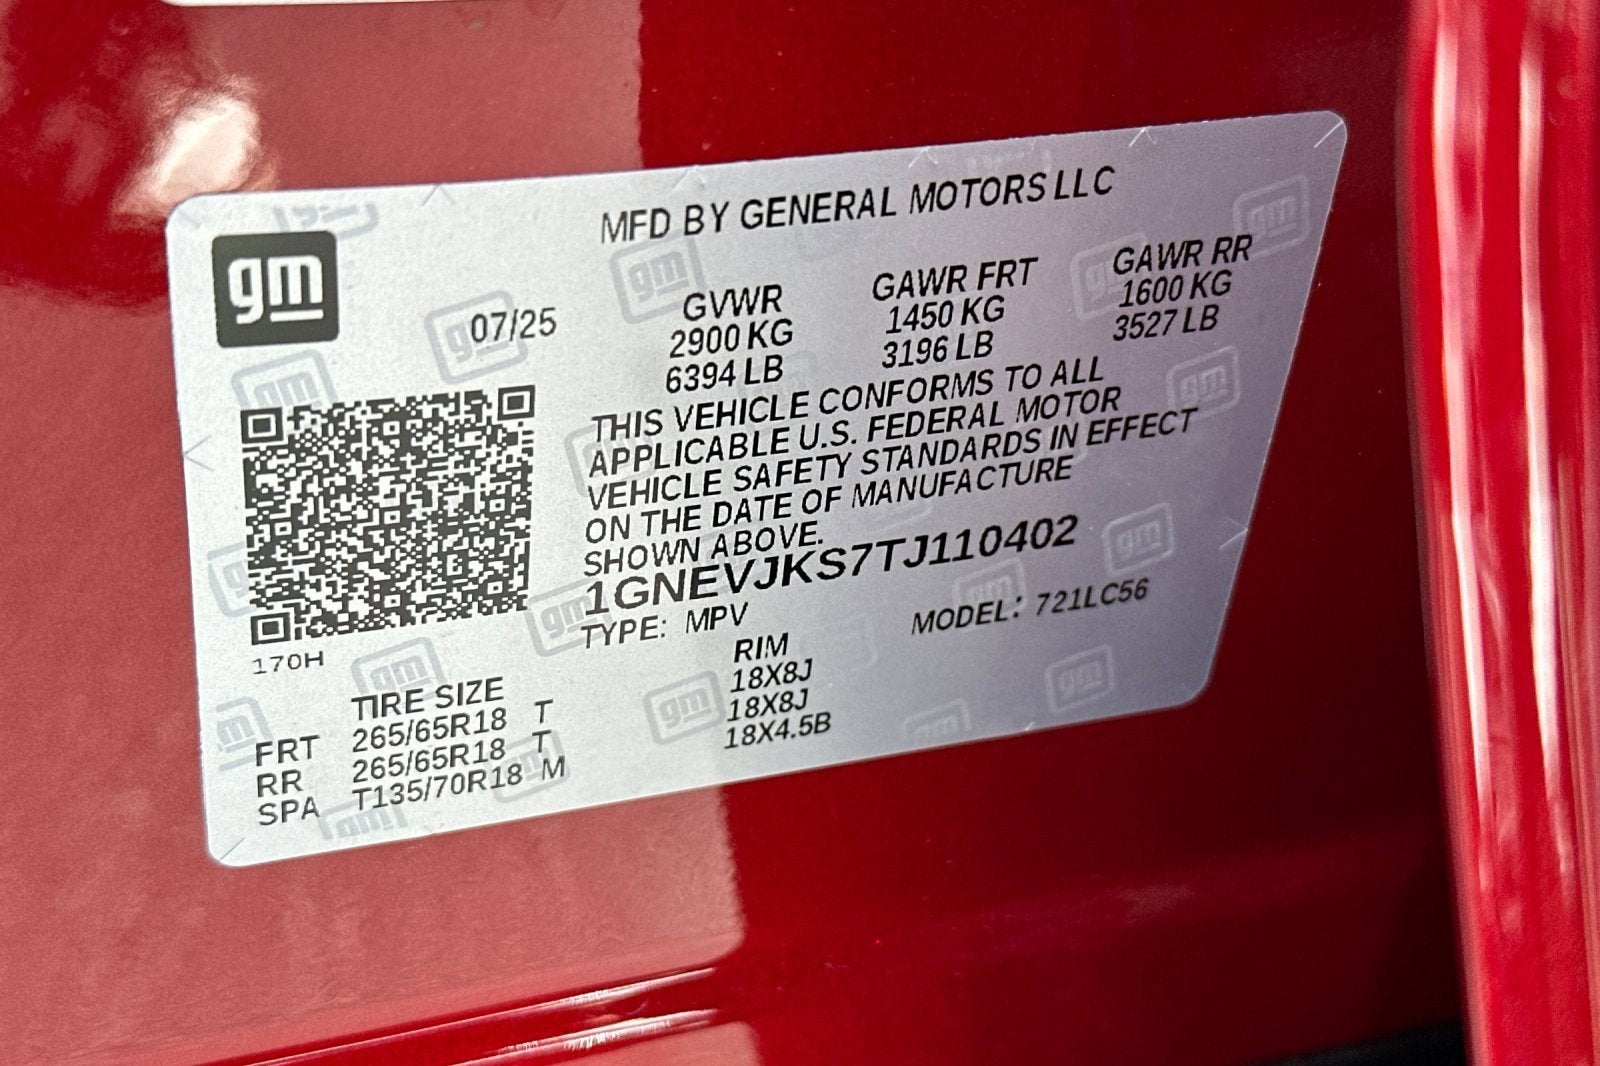 MFD BY GENERAL MOTORS LLC
gm
07/25
GVWR
2900 KG
6394 LB
GAWR FRT
1450 KG
3196 LB
GAWR RR
1600 KG
3527 LB
THIS VEHICLE CONFORMS TO ALL
APPLICABLE U.S. FEDERAL MOTOR
VEHICLE SAFETY STANDARDS IN EFFECT
ON THE DATE OF MANUFACTURE
SHOWN ABOVE.
1GNEVJKS7TJ110402
TYPE: MPV MODEL: 721LC56
170H
TIRE SIZE RIM
FRT 265/65R18 T 18X8J
RR 265/65R18 T 18X8J
SPA T135/70R18 M 18X4.5B